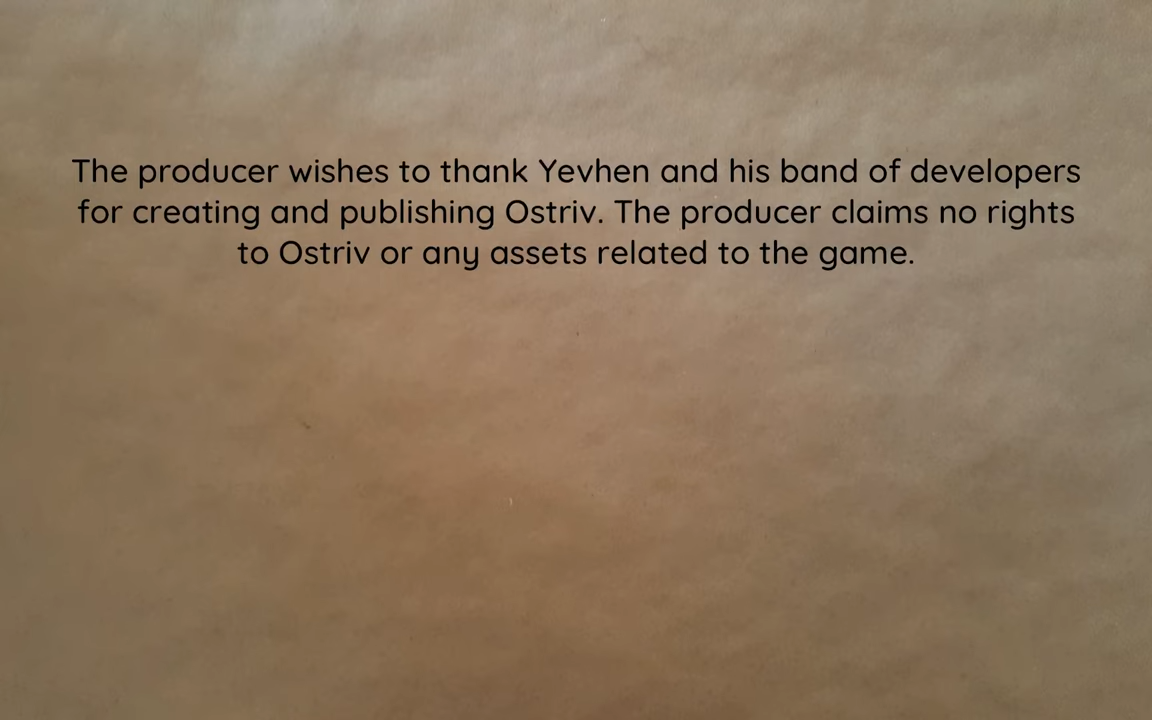 The producer wishes to thank Yevhen and his band of developers
for creating and publishing Ostriv. The producer claims no rights
to Ostriv or any assets related to the game.